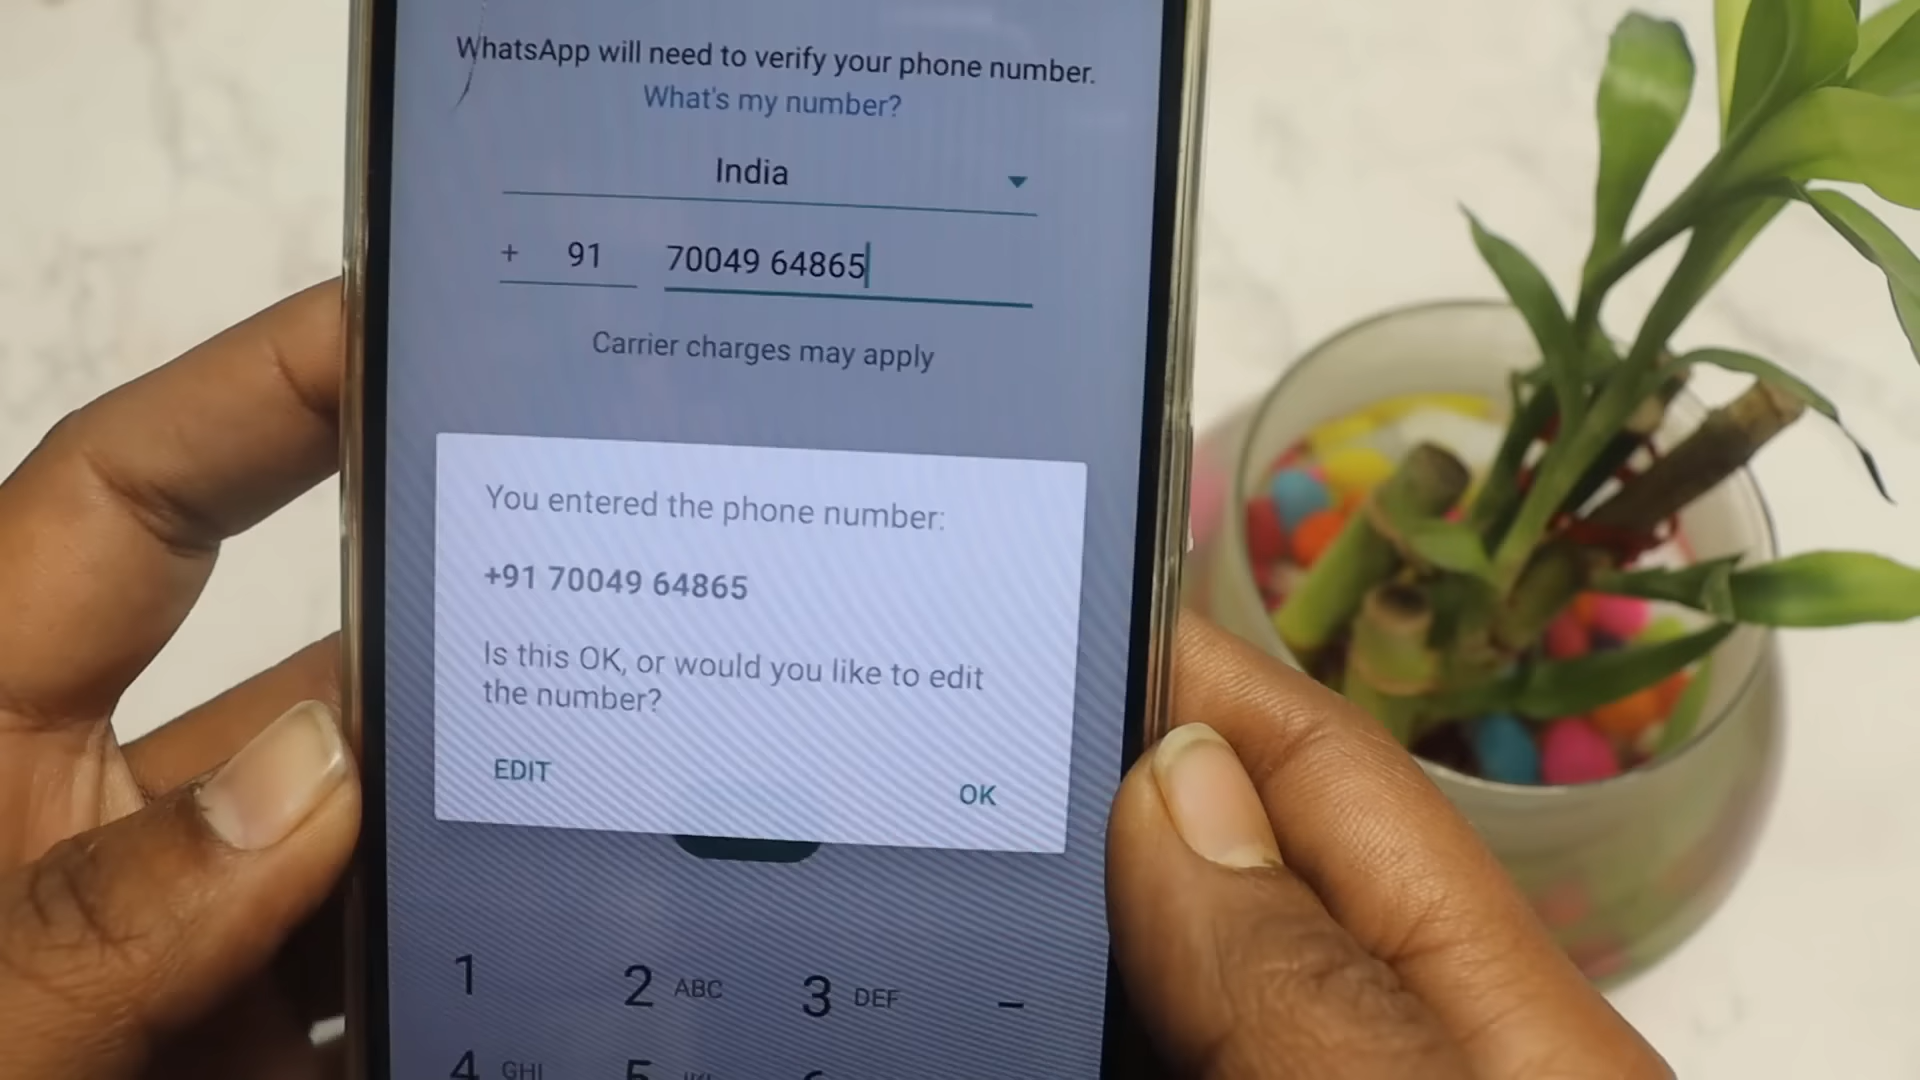 WhatsApp will need to verify your phone number.
What's my number?
India
+ 91 70049 64865
Carrier charges may apply
You entered the phone number:
+91 70049 64865
Is this OK, or would you like to edit
the number?
EDIT
OK
1 2 ABC 3 DEF –
4 GHI 5